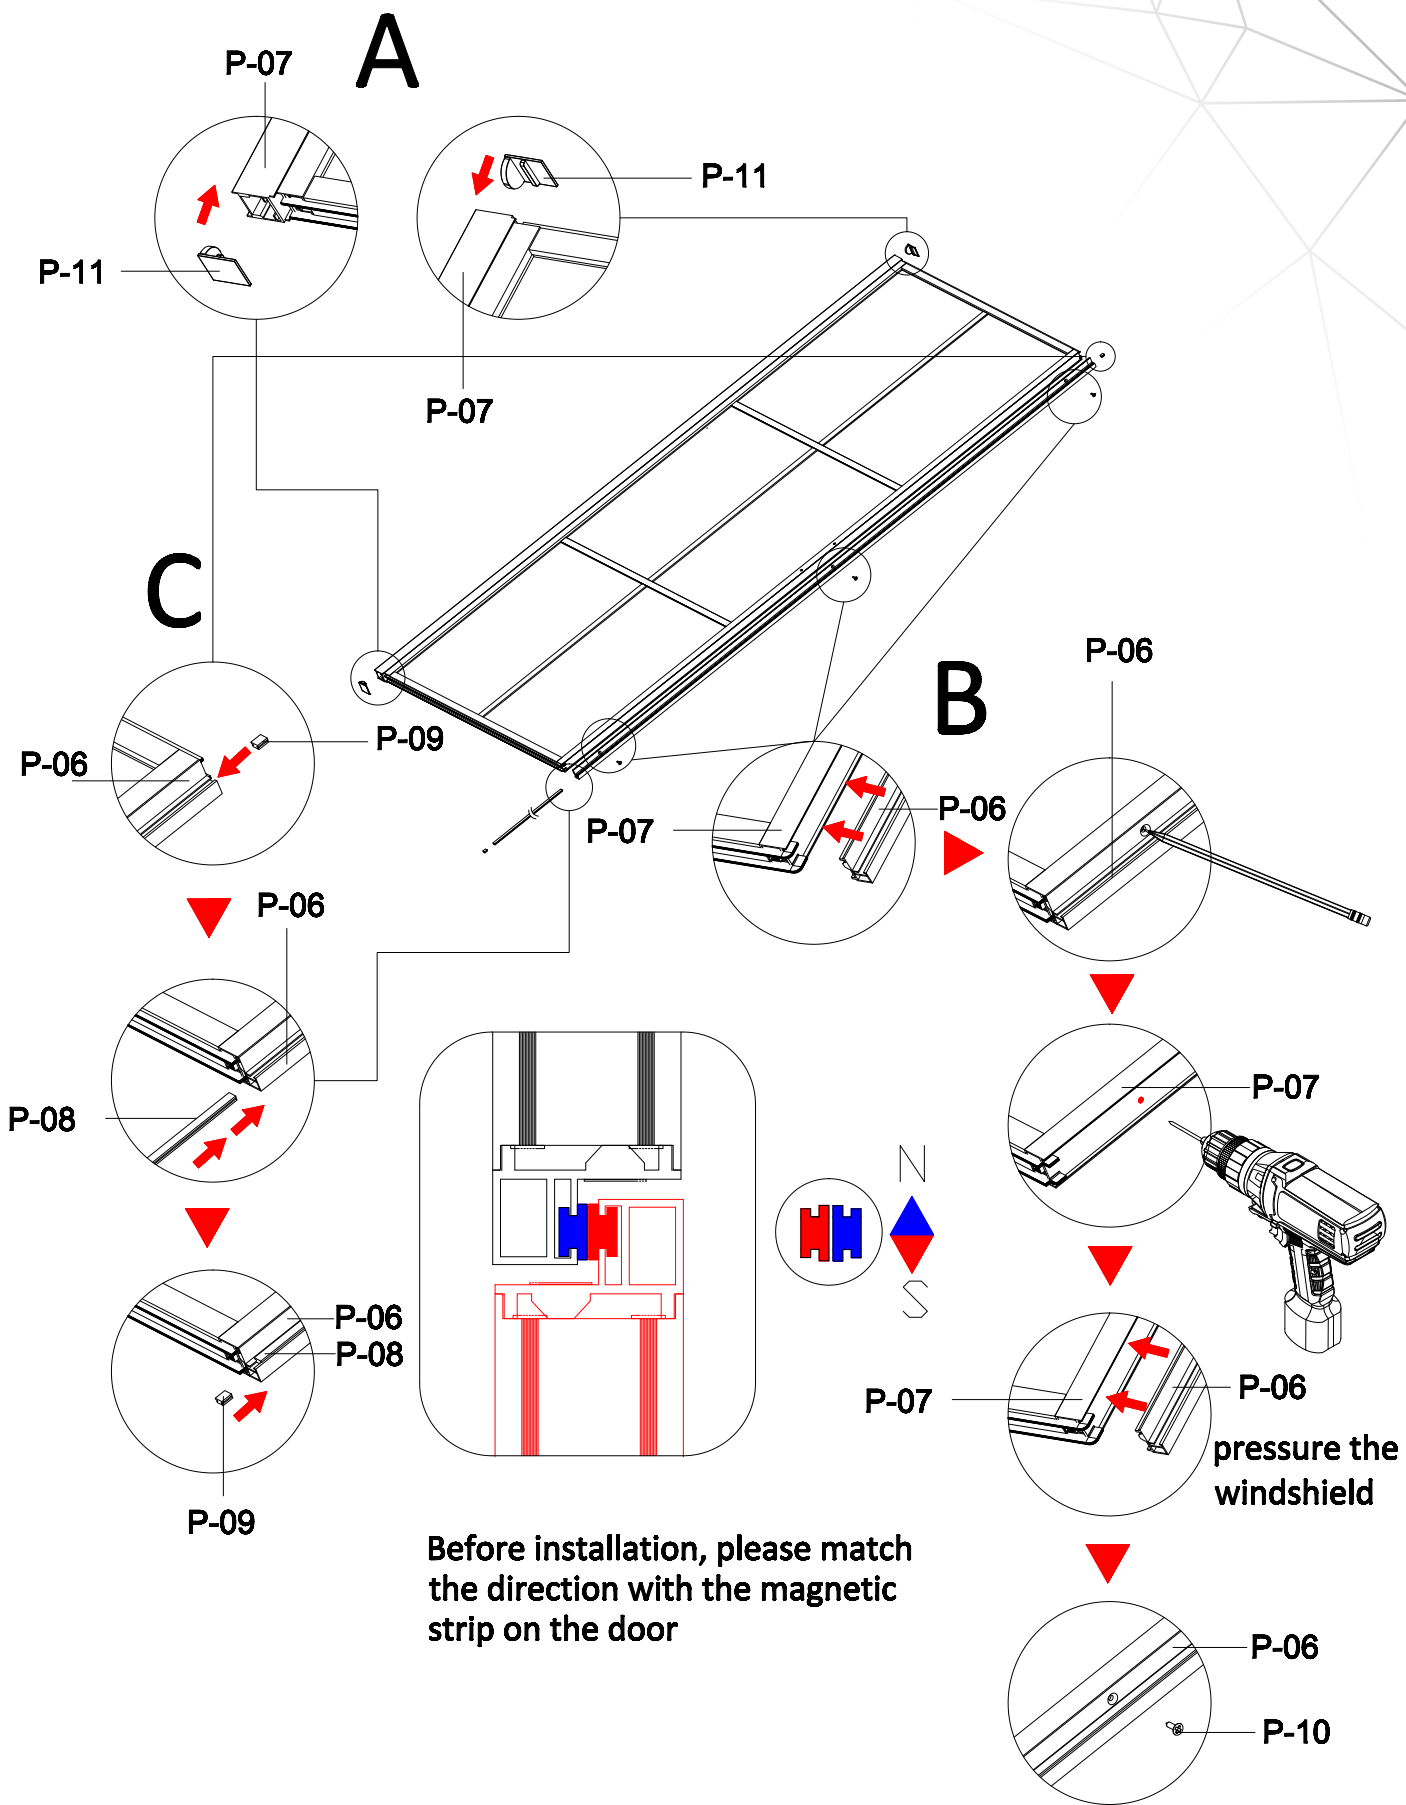 A
P-07
P-11
P-11
P-07
C
P-09
P-06
P-06
P-08
P-06
P-08
P-09
B
P-06
P-07
P-06
P-07
P-07
P-06
pressure the
windshield
P-06
P-10
N
S
Before installation, please match
the direction with the magnetic
strip on the door